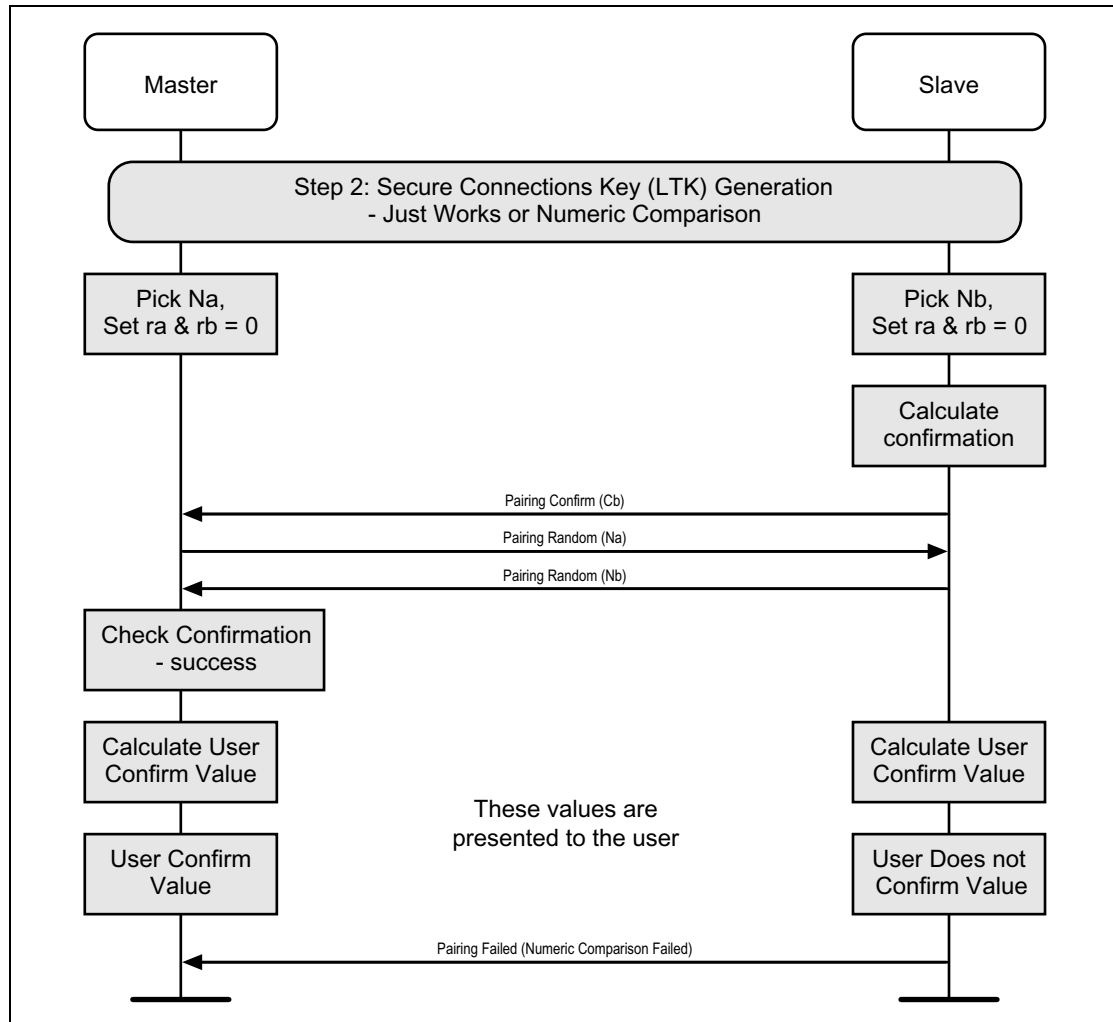 Master
Slave
Step 2: Secure Connections Key (LTK) Generation
- Just Works or Numeric Comparison
Pick Na,
Set ra & rb = 0
Pick Nb,
Set ra & rb = 0
Calculate
confirmation
Pairing Confirm (Cb)
Pairing Random (Na)
Pairing Random (Nb)
Check Confirmation
- success
Calculate User
Confirm Value
Calculate User
Confirm Value
These values are
presented to the user
User Confirm
Value
User Does not
Confirm Value
Pairing Failed (Numeric Comparison Failed)